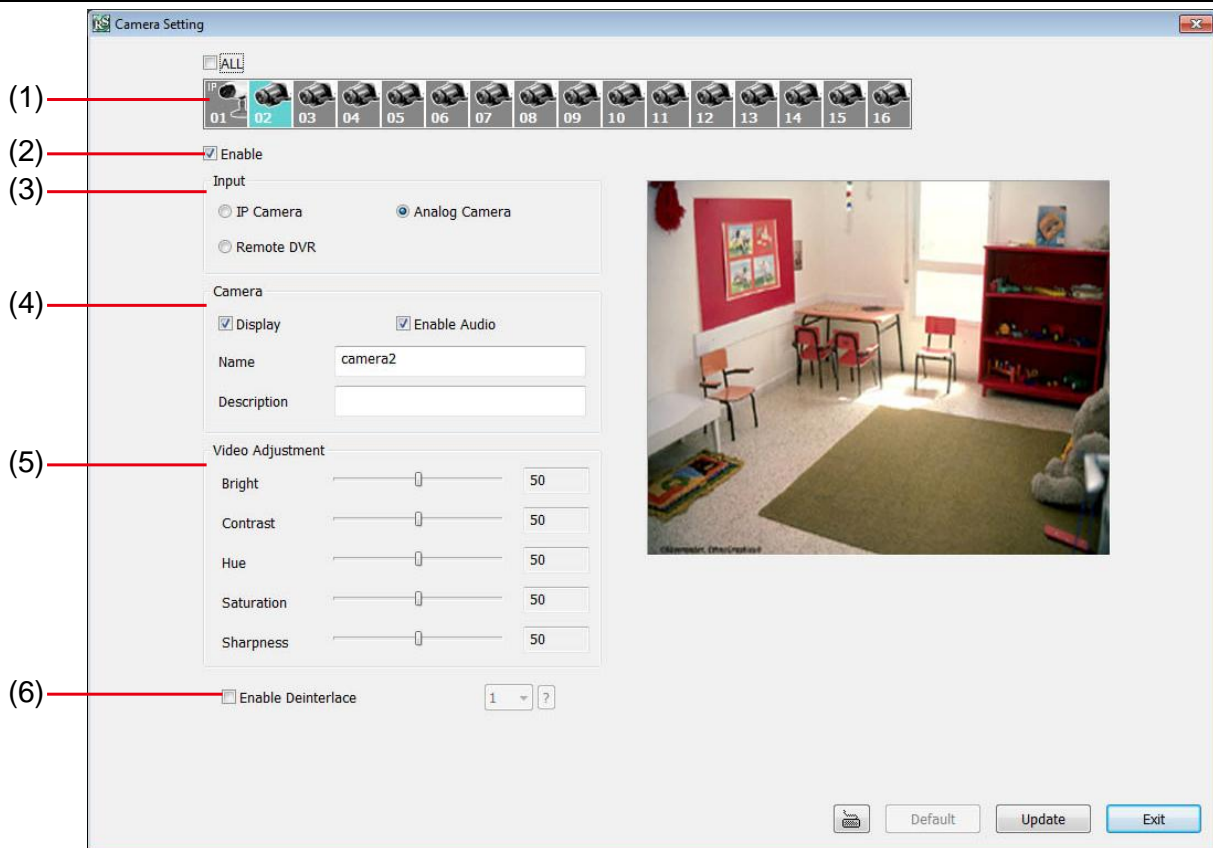 Camera Setting
ALL
(1)
IP
01 02 03 04 05 06 07 08 09 10 11 12 13 14 15 16
(2)
Enable
(3)
Input
IP Camera Analog Camera
Remote DVR
(4)
Camera
Display Enable Audio
Name camera2
Description
(5)
Video Adjustment
Bright 50
Contrast 50
Hue 50
Saturation 50
Sharpness 50
(6)
Enable Deinterlace 1 ?
Default Update Exit